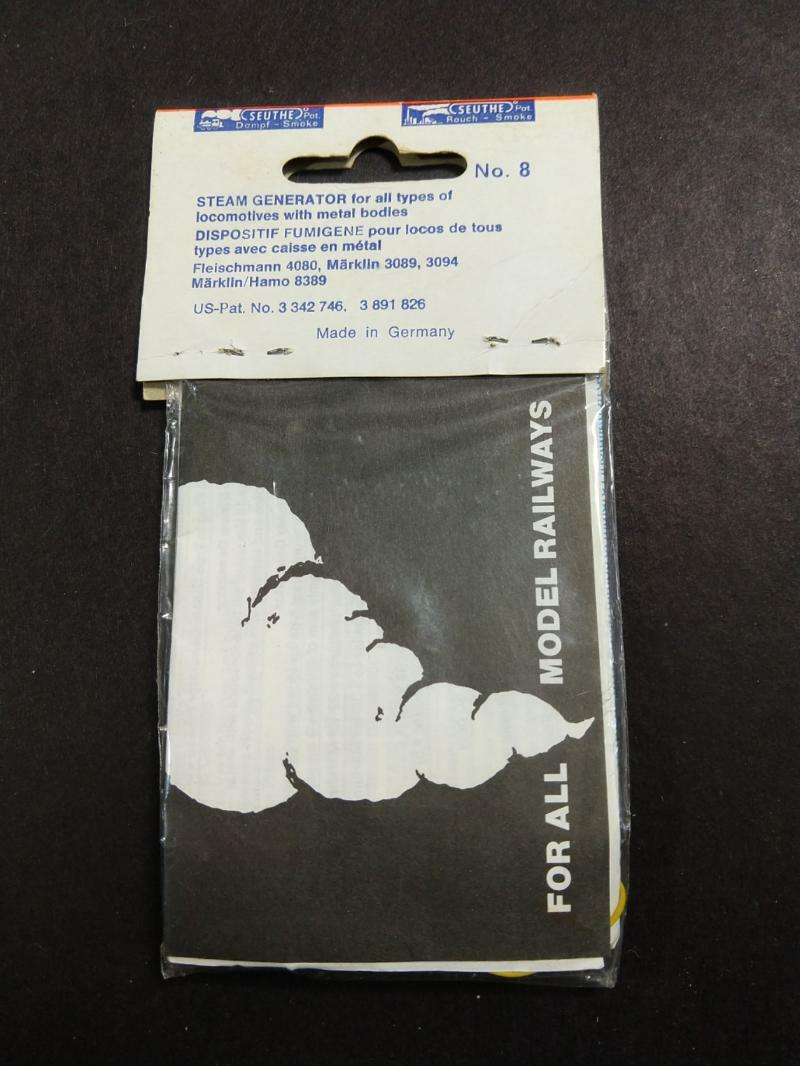 SEUTHE Pat.
Dampf - Smoke
SEUTHE Pat.
Rauch - Smoke
No. 8
STEAM GENERATOR for all types of
locomotives with metal bodies
DISPOSITIF FUMIGENE pour locos de tous
types avec caisse en métal
Fleischmann 4080, Märklin 3089, 3094
Märklin/Hamo 8389
US-Pat. No. 3 342 746, 3 891 826
Made in Germany
FOR ALL MODEL RAILWAYS